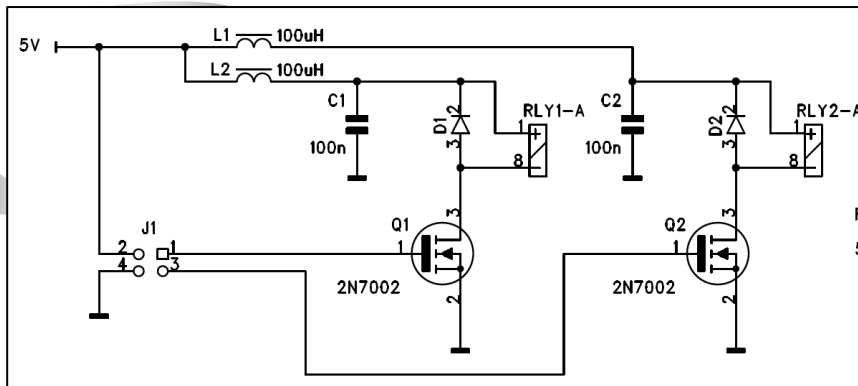 5V
L1 100uH
L2 100uH
C1
100n
D1
2
3
RLY1-A
1 +
8 -
C2
100n
D2
2
3
RLY2-A
1 +
8 -
J1
2 1
4 3
Q1
1
3
2
2N7002
Q2
1
3
2
2N7002
5